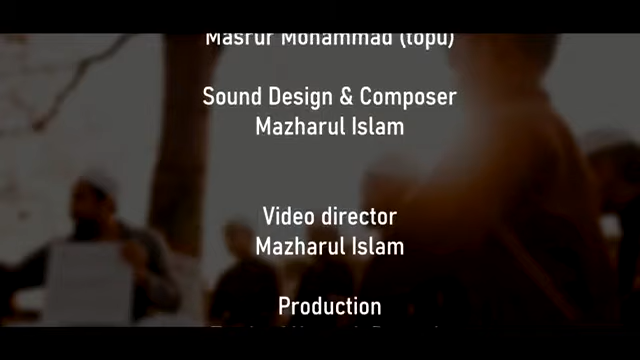 Masrur Mohammad (topu)
Sound Design & Composer
Mazharul Islam
Video director
Mazharul Islam
Production